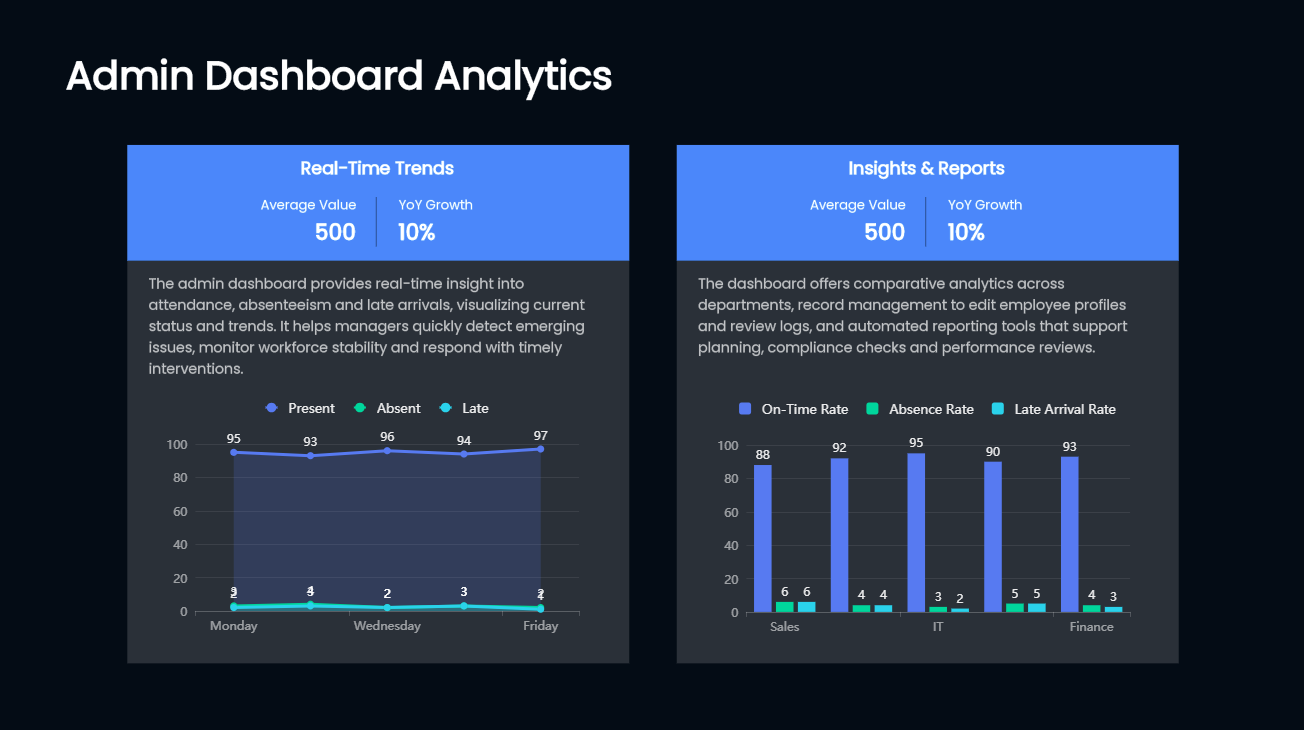 Admin Dashboard Analytics
Real-Time Trends
Average Value
YoY Growth
500
10%
The admin dashboard provides real-time insight into
attendance, absenteeism and late arrivals, visualizing current
status and trends. It helps managers quickly detect emerging
issues, monitor workforce stability and respond with timely
interventions.
Present Absent Late
95 93 96 94 97
100
80
60
40
20
0
2 2 3
Monday Wednesday Friday
Insights & Reports
Average Value
YoY Growth
500
10%
The dashboard offers comparative analytics across
departments, record management to edit employee profiles
and review logs, and automated reporting tools that support
planning, compliance checks and performance reviews.
On-Time Rate Absence Rate Late Arrival Rate
88 92 95 90 93
100
80
60
40
20
0
6 6 4 4 3 2 5 5 4 3
Sales IT Finance